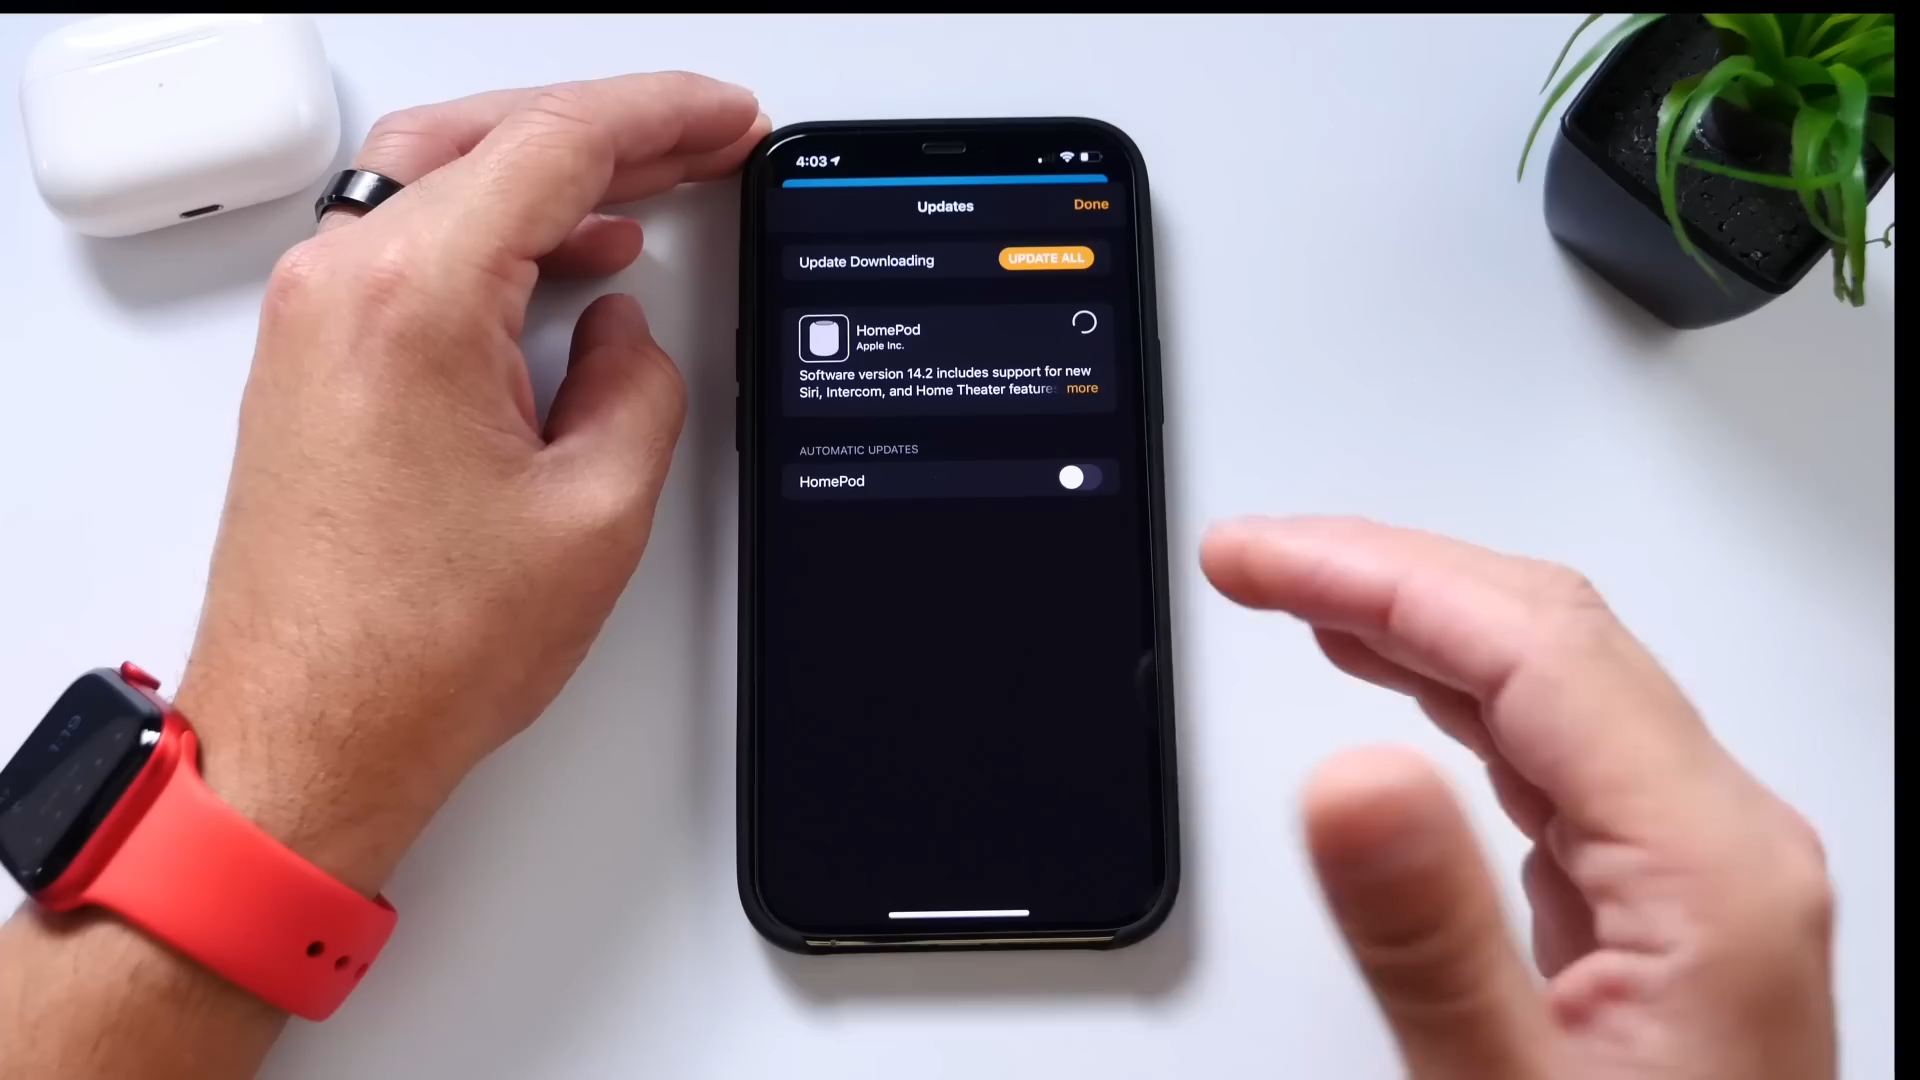 4:03
Updates
Done
Update Downloading
UPDATE ALL
HomePod
Apple Inc.
Software version 14.2 includes support for new
Siri, Intercom, and Home Theater feature more
AUTOMATIC UPDATES
HomePod